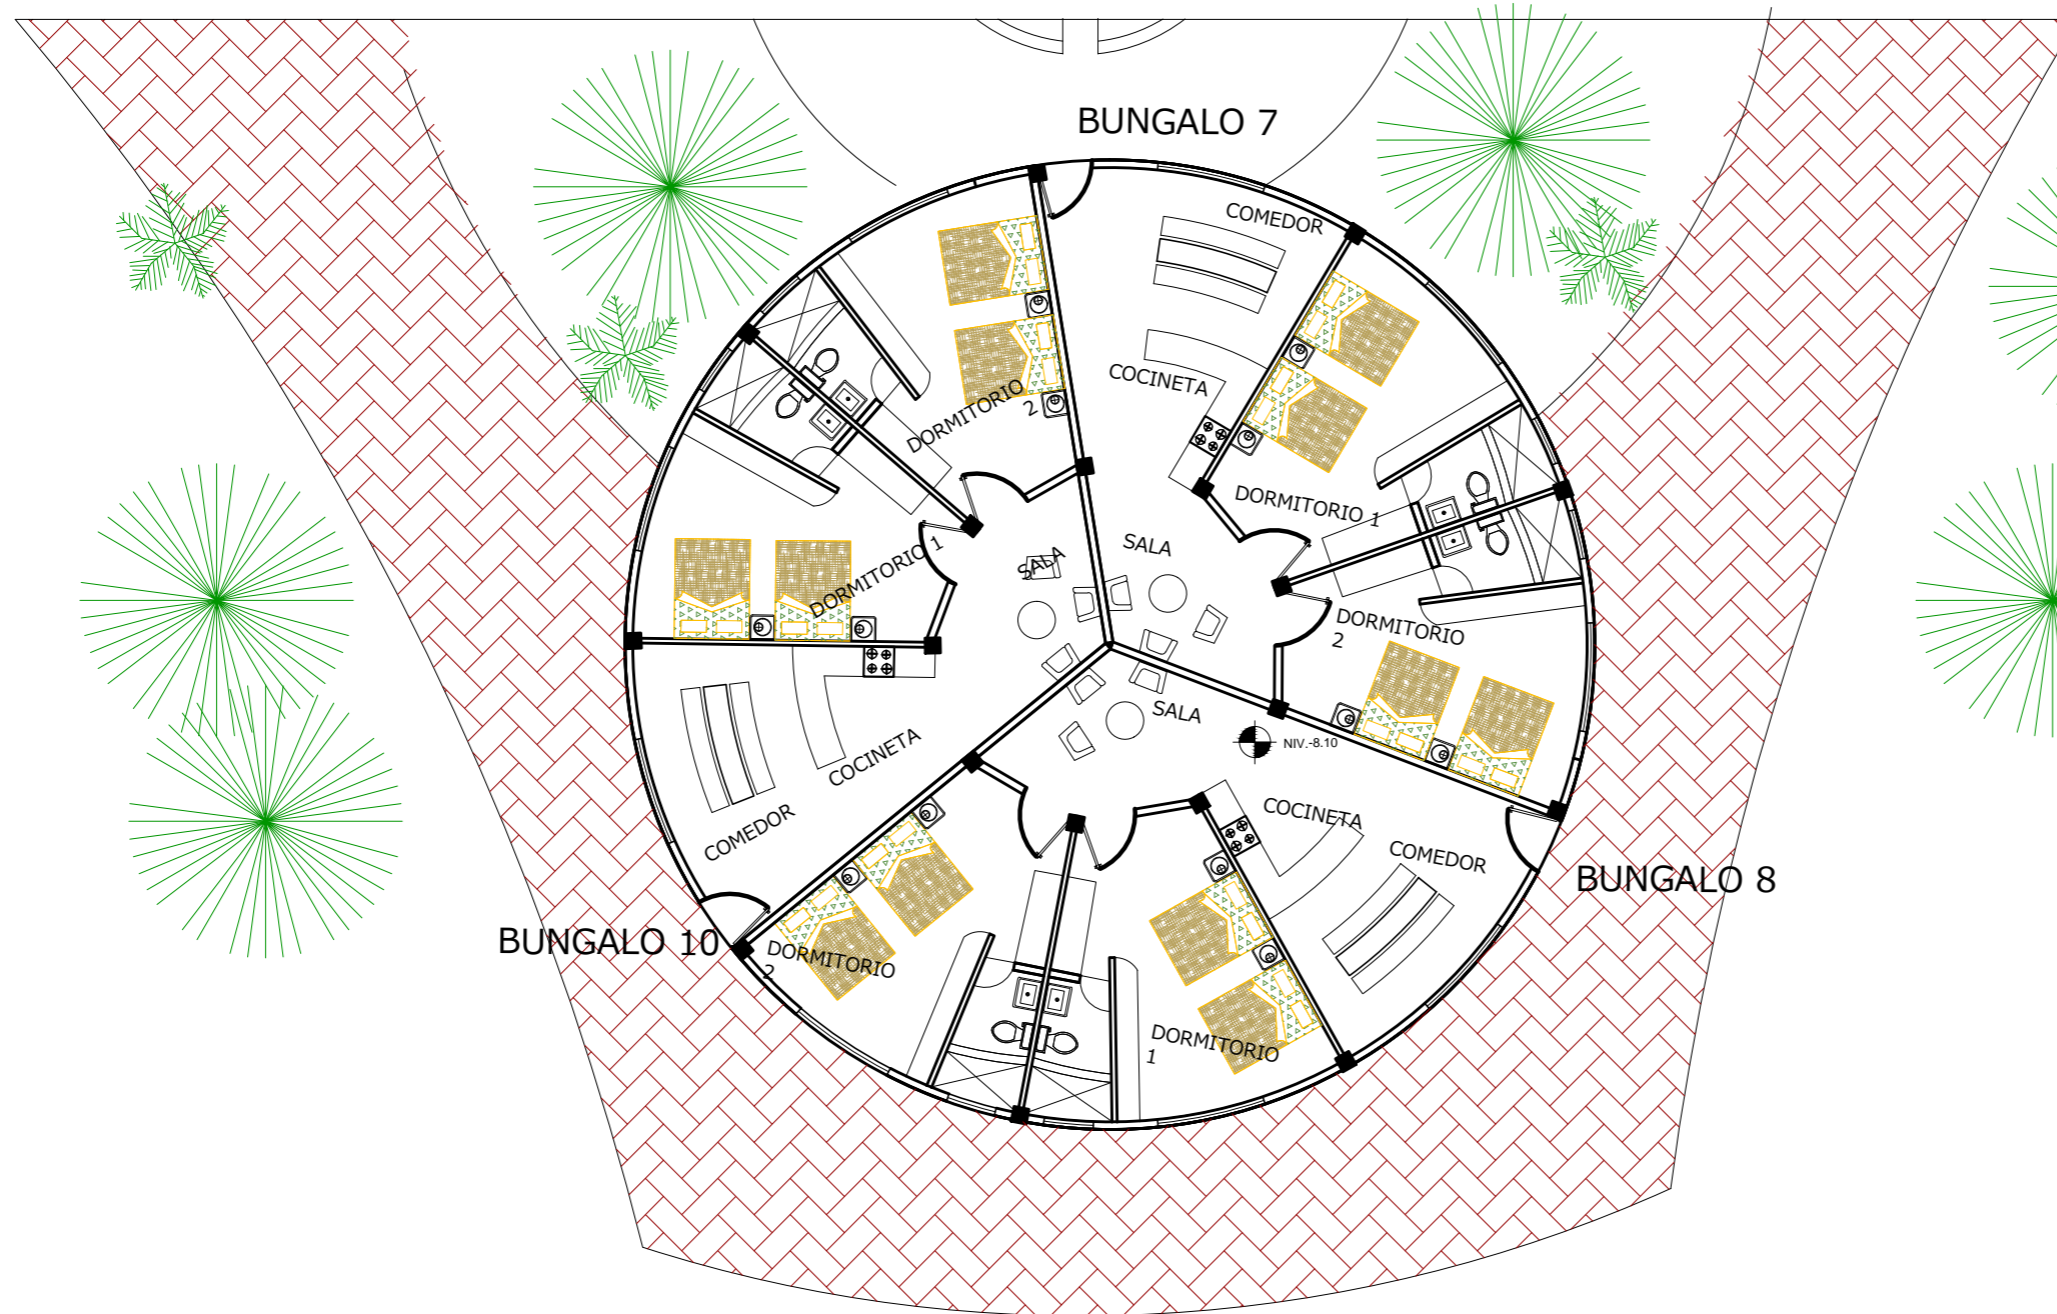 BUNGALO 7
COMEDOR
COCINETA
DORMITORIO
2
DORMITORIO 1
SALA
DORMITORIO 1
SALA
DORMITORIO
2
SALA
NIV.-8.10
COCINETA
COMEDOR
COCINETA
COMEDOR
BUNGALO 8
BUNGALO 10
DORMITORIO
2
DORMITORIO
1